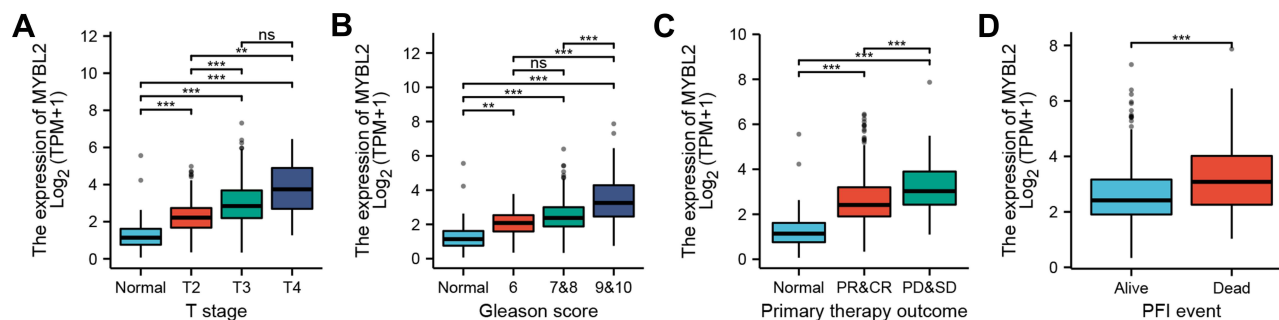 A
The expression of MYBL2
Log2 (TPM+1)
12
10
8
6
4
2
0
ns
**
***
***
***
***
Normal T2 T3 T4
T stage
B
The expression of MYBL2
Log2 (TPM+1)
12
10
8
6
4
2
0
***
***
ns
***
***
**
Normal 6 7&8 9&10
Gleason score
C
The expression of MYBL2
Log2 (TPM+1)
10
8
6
4
2
0
***
***
***
Normal PR&CR PD&SD
Primary therapy outcome
D
The expression of MYBL2
Log2 (TPM+1)
8
6
4
2
0
***
Alive Dead
PFI event